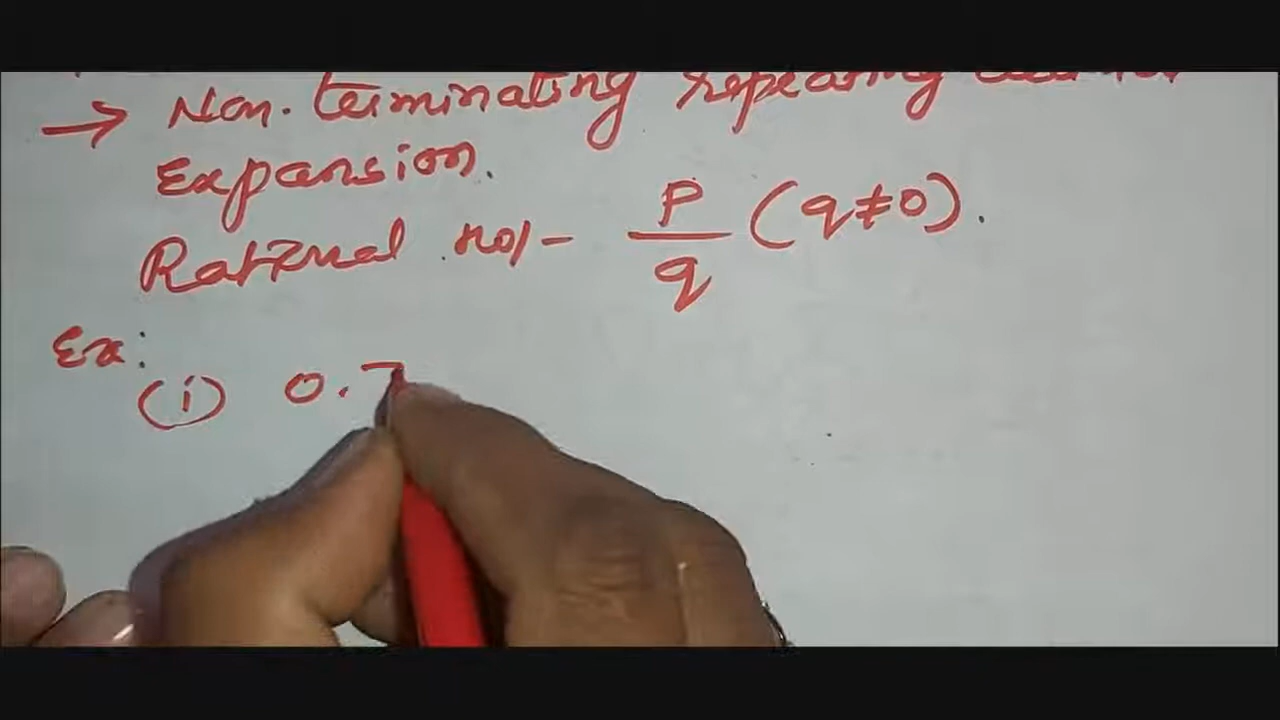 → Non-terminating repeating
Expansion.
Rational no/- P/q (q≠0).
Ex:
(i) 0.7